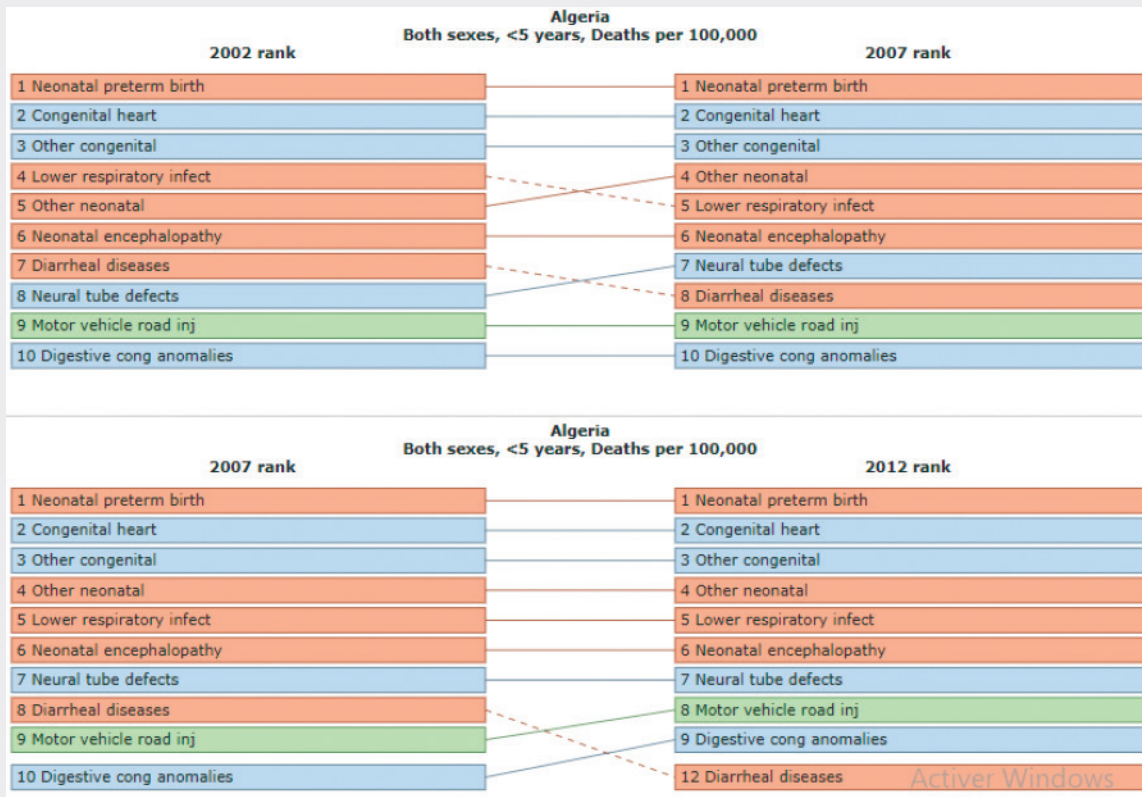 Algeria
Both sexes, <5 years, Deaths per 100,000
2002 rank 2007 rank
1 Neonatal preterm birth 1 Neonatal preterm birth
2 Congenital heart 2 Congenital heart
3 Other congenital 3 Other congenital
4 Lower respiratory infect 4 Other neonatal
5 Other neonatal 5 Lower respiratory infect
6 Neonatal encephalopathy 6 Neonatal encephalopathy
7 Diarrheal diseases 7 Neural tube defects
8 Neural tube defects 8 Diarrheal diseases
9 Motor vehicle road inj 9 Motor vehicle road inj
10 Digestive cong anomalies 10 Digestive cong anomalies
Algeria
Both sexes, <5 years, Deaths per 100,000
2007 rank 2012 rank
1 Neonatal preterm birth 1 Neonatal preterm birth
2 Congenital heart 2 Congenital heart
3 Other congenital 3 Other congenital
4 Other neonatal 4 Other neonatal
5 Lower respiratory infect 5 Lower respiratory infect
6 Neonatal encephalopathy 6 Neonatal encephalopathy
7 Neural tube defects 7 Neural tube defects
8 Diarrheal diseases 8 Motor vehicle road inj
9 Motor vehicle road inj 9 Digestive cong anomalies
10 Digestive cong anomalies 12 Diarrheal diseases Activer Windows